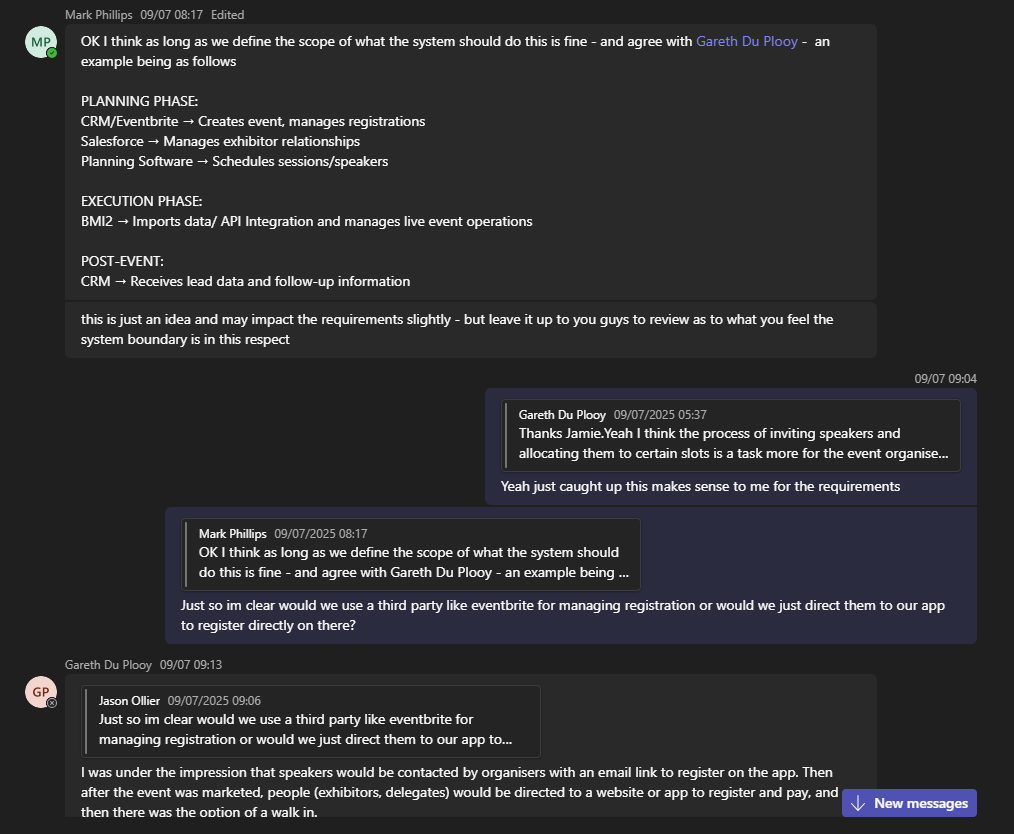 Mark Phillips 09/07 08:17 Edited
MP
OK I think as long as we define the scope of what the system should do this is fine - and agree with Gareth Du Plooy - an
example being as follows
PLANNING PHASE:
CRM/Eventbrite → Creates event, manages registrations
Salesforce → Manages exhibitor relationships
Planning Software → Schedules sessions/speakers
EXECUTION PHASE:
BMI2 → Imports data/ API Integration and manages live event operations
POST-EVENT:
CRM → Receives lead data and follow-up information
this is just an idea and may impact the requirements slightly - but leave it up to you guys to review as to what you feel the
system boundary is in this respect
09/07 09:04
Gareth Du Plooy 09/07/2025 05:37
Thanks Jamie.Yeah I think the process of inviting speakers and
allocating them to certain slots is a task more for the event organise...
Yeah just caught up this makes sense to me for the requirements
Mark Phillips 09/07/2025 08:17
OK I think as long as we define the scope of what the system should
do this is fine - and agree with Gareth Du Plooy - an example being ...
Just so im clear would we use a third party like eventbrite for managing registration or would we just direct them to our app
to register directly on there?
Gareth Du Plooy 09/07 09:13
GP
Jason Ollier 09/07/2025 09:06
Just so im clear would we use a third party like eventbrite for
managing registration or would we just direct them to our app to...
I was under the impression that speakers would be contacted by organisers with an email link to register on the app. Then
after the event was marketed, people (exhibitors, delegates) would be directed to a website or app to register and pay, and
then there was the option of a walk in.
New messages